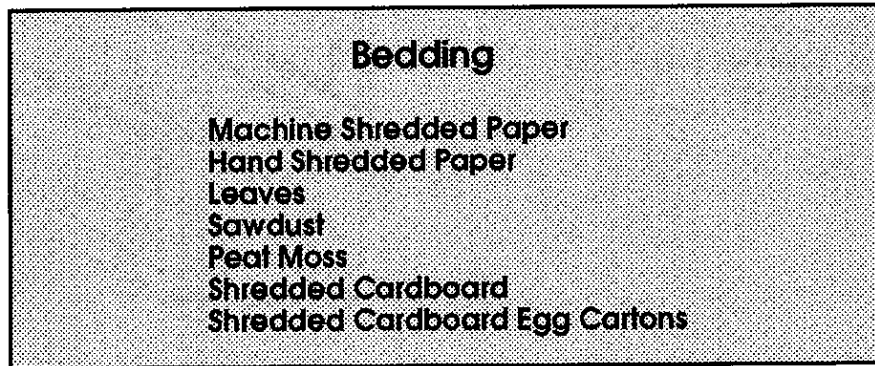 Bedding
Machine Shredded Paper
Hand Shredded Paper
Leaves
Sawdust
Peat Moss
Shredded Cardboard
Shredded Cardboard Egg Cartons